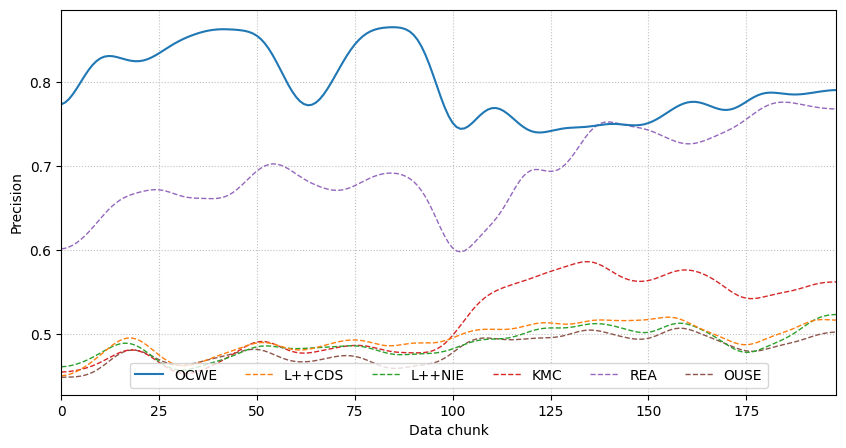 Precision
0.8
0.7
0.6
0.5
OCWE L++CDS L++NIE KMC REA OUSE
0 25 50 75 100 125 150 175
Data chunk